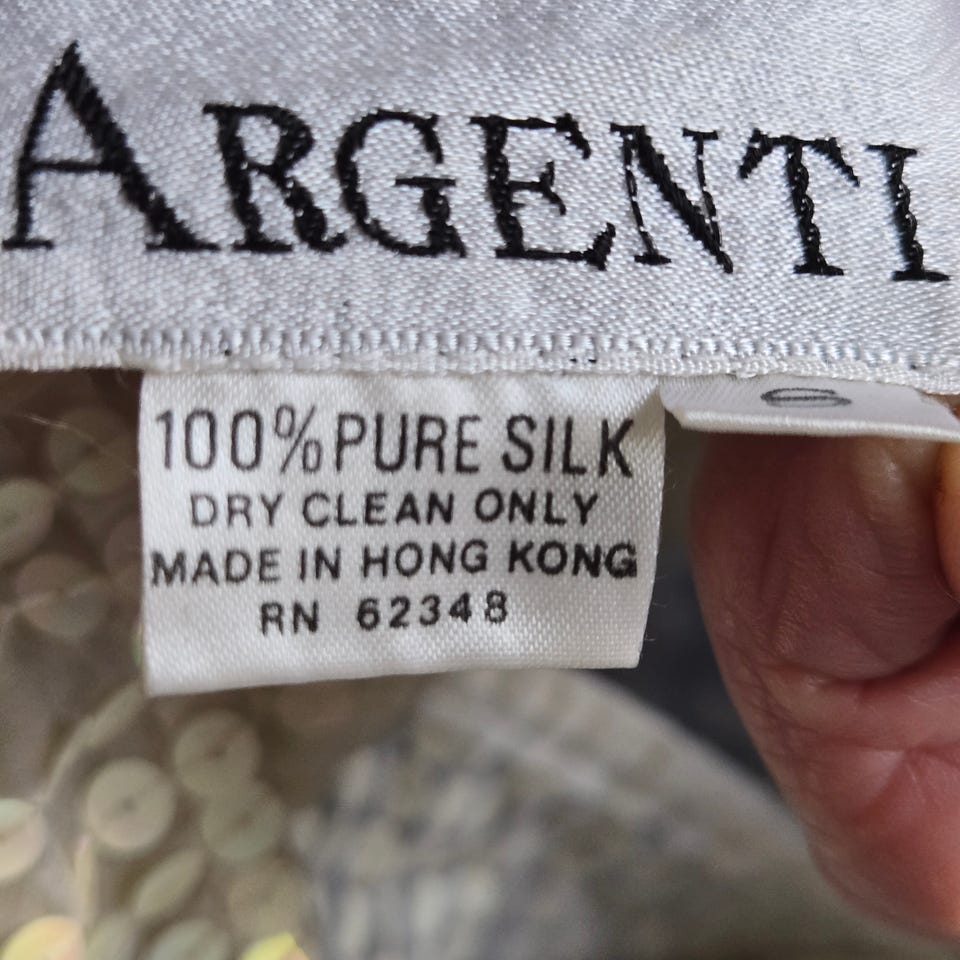 ARGENTI
100% PURE SILK
DRY CLEAN ONLY
MADE IN HONG KONG
RN 62348